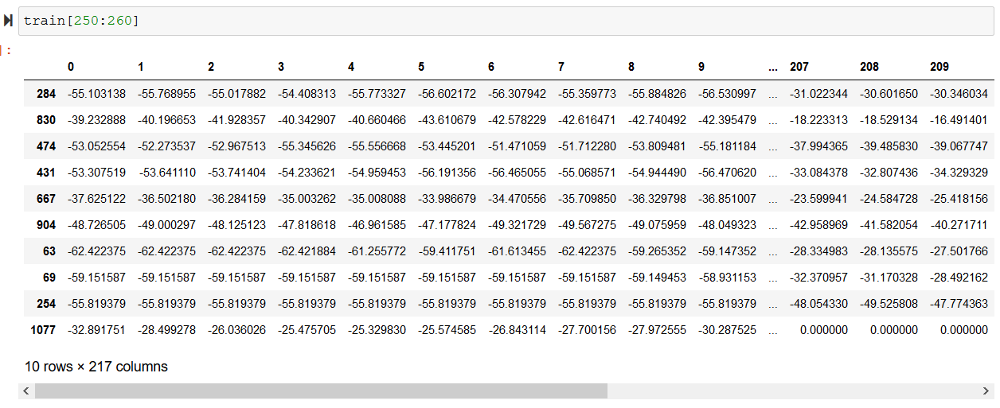 train[250:260]
]:
0 1 2 3 4 5 6 7 8 9 ... 207 208 209
284 -55.103138 -55.768955 -55.017882 -54.408313 -55.773327 -56.602172 -56.307942 -55.359773 -55.884826 -56.530997 ... -31.022344 -30.601650 -30.346034
830 -39.232888 -40.196653 -41.928357 -40.342907 -40.660466 -43.610679 -42.578229 -42.616471 -42.740492 -42.395479 ... -18.223313 -18.529134 -16.491401
474 -53.052554 -52.273537 -52.967513 -55.345626 -55.556668 -53.445201 -51.471059 -51.712280 -53.809481 -55.181184 ... -37.994365 -39.485830 -39.067747
431 -53.307519 -53.641110 -53.741404 -54.233621 -54.959453 -56.191356 -56.465055 -55.068571 -54.944490 -56.470620 ... -33.084378 -32.807436 -34.329329
667 -37.625122 -36.502180 -36.284159 -35.003262 -35.008088 -33.986679 -34.470556 -35.709850 -36.329798 -36.851007 ... -23.599941 -24.584728 -25.418156
904 -48.726505 -49.000297 -48.125123 -47.818618 -46.961585 -47.177824 -49.321729 -49.567275 -49.075959 -48.049323 ... -42.958969 -41.582054 -40.271711
63 -62.422375 -62.422375 -62.422375 -62.421884 -61.255772 -59.411751 -61.613455 -62.422375 -59.265352 -59.147352 ... -28.334983 -28.135575 -27.501766
69 -59.151587 -59.151587 -59.151587 -59.151587 -59.151587 -59.151587 -59.151587 -59.151587 -59.149453 -58.931153 ... -32.370957 -31.170328 -28.492162
254 -55.819379 -55.819379 -55.819379 -55.819379 -55.819379 -55.819379 -55.819379 -55.819379 -55.819379 -55.819379 ... -48.054330 -49.525808 -47.774363
1077 -32.891751 -28.499278 -26.036026 -25.475705 -25.329830 -25.574585 -26.843114 -27.700156 -27.972555 -30.287525 ... 0.000000 0.000000 0.000000
10 rows × 217 columns